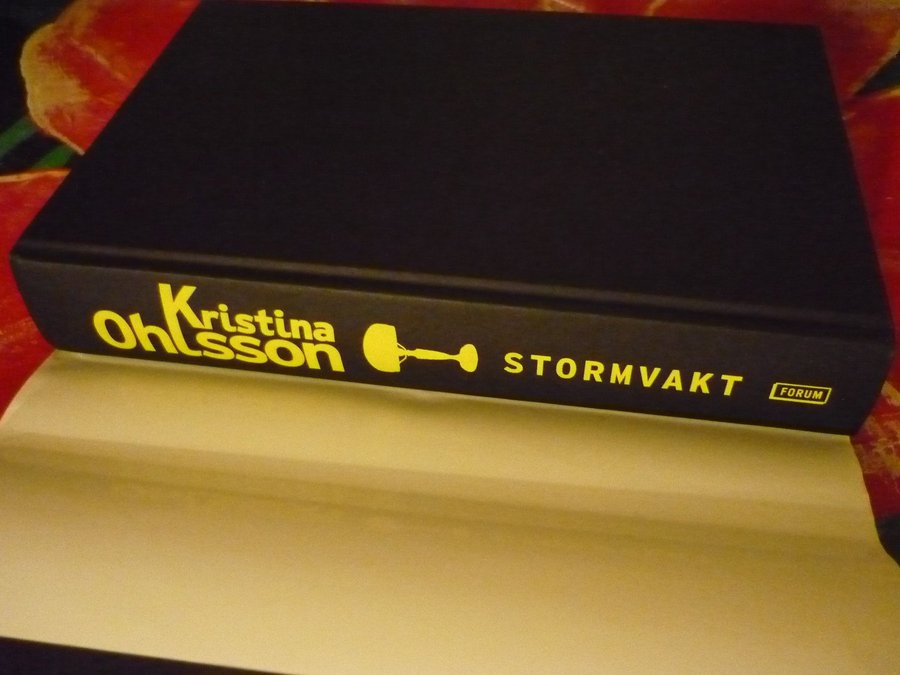 Kristina
Ohlsson
STORMVAKT
FORUM